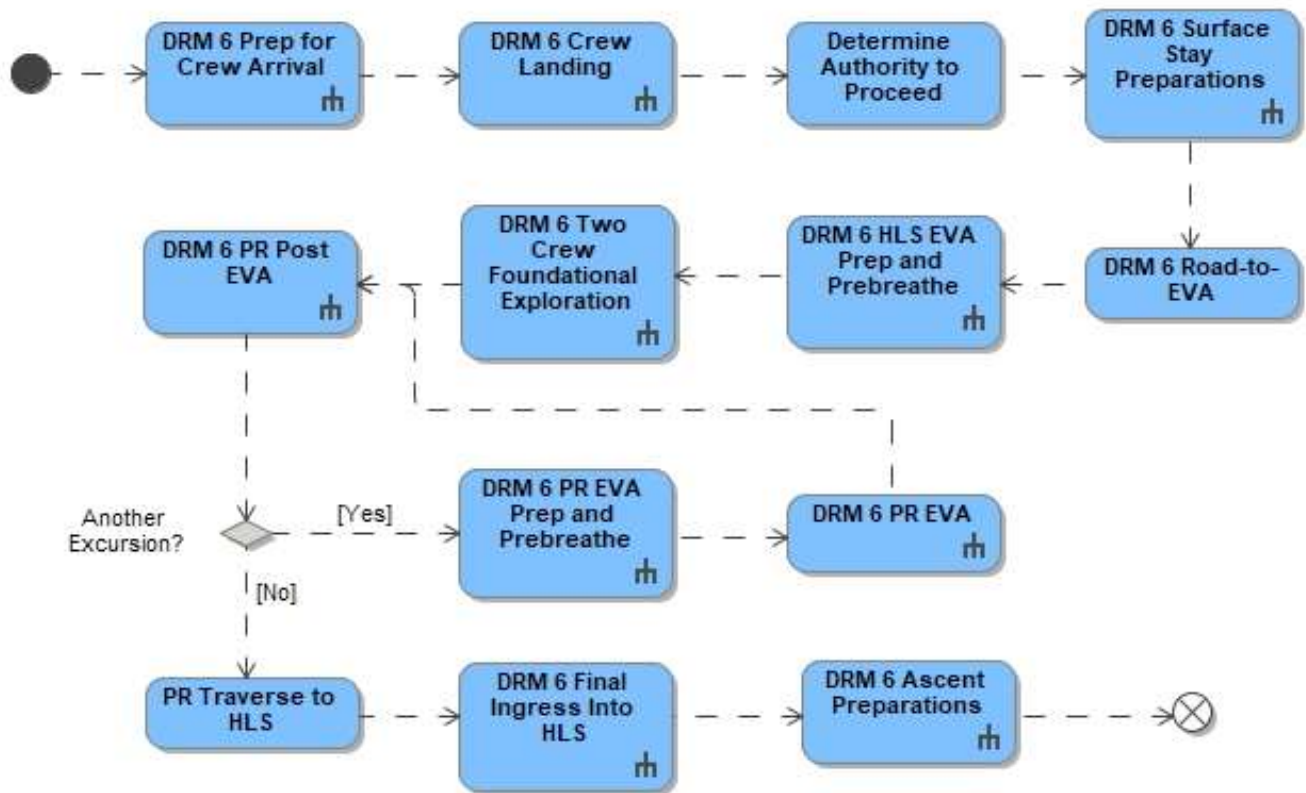 DRM 6 Prep for
Crew Arrival
DRM 6 Crew
Landing
Determine
Authority to
Proceed
DRM 6 Surface
Stay
Preparations
DRM 6 Road-to-
EVA
DRM 6 HLS EVA
Prep and
Prebreathe
DRM 6 Two
Crew
Foundational
Exploration
DRM 6 PR Post
EVA
Another
Excursion?
[Yes]
DRM 6 PR EVA
Prep and
Prebreathe
DRM 6 PR EVA
[No]
PR Traverse to
HLS
DRM 6 Final
Ingress Into
HLS
DRM 6 Ascent
Preparations